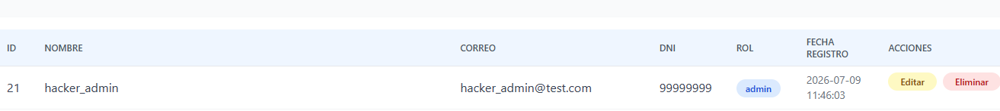 ID NOMBRE CORREO DNI ROL FECHA REGISTRO ACCIONES
21 hacker_admin hacker_admin@test.com 99999999 admin 2026-07-09 11:46:03 Editar Eliminar